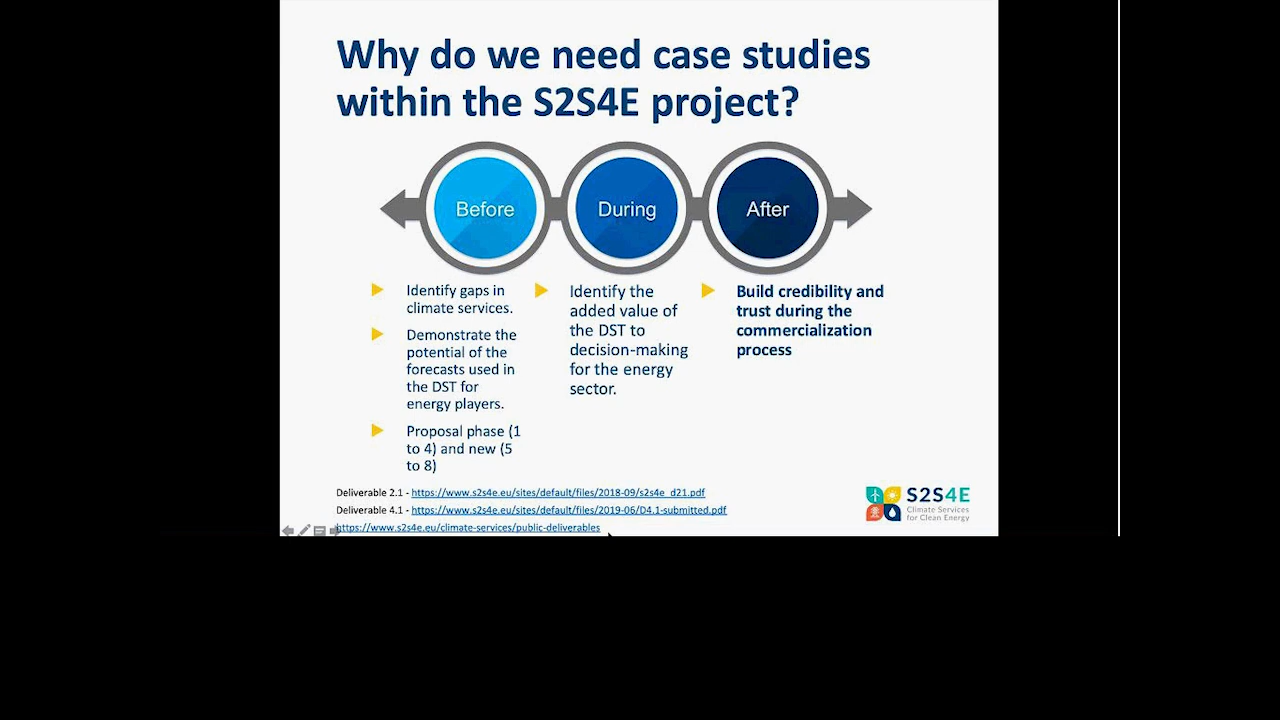 Why do we need case studies
within the S2S4E project?
Before
During
After
Identify gaps in
climate services.
Demonstrate the
potential of the
forecasts used in
the DST for
energy players.
Proposal phase (1
to 4) and new (5
to 8)
Identify the
added value of
the DST to
decision-making
for the energy
sector.
Build credibility and
trust during the
commercialization
process
Deliverable 2.1 - https://www.s2s4e.eu/sites/default/files/2018-09/s2s4e_d21.pdf
Deliverable 4.1 - https://www.s2s4e.eu/sites/default/files/2019-06/D4.1-submitted.pdf
https://www.s2s4e.eu/climate-services/public-deliverables
S2S4E
Climate Services
for Clean Energy